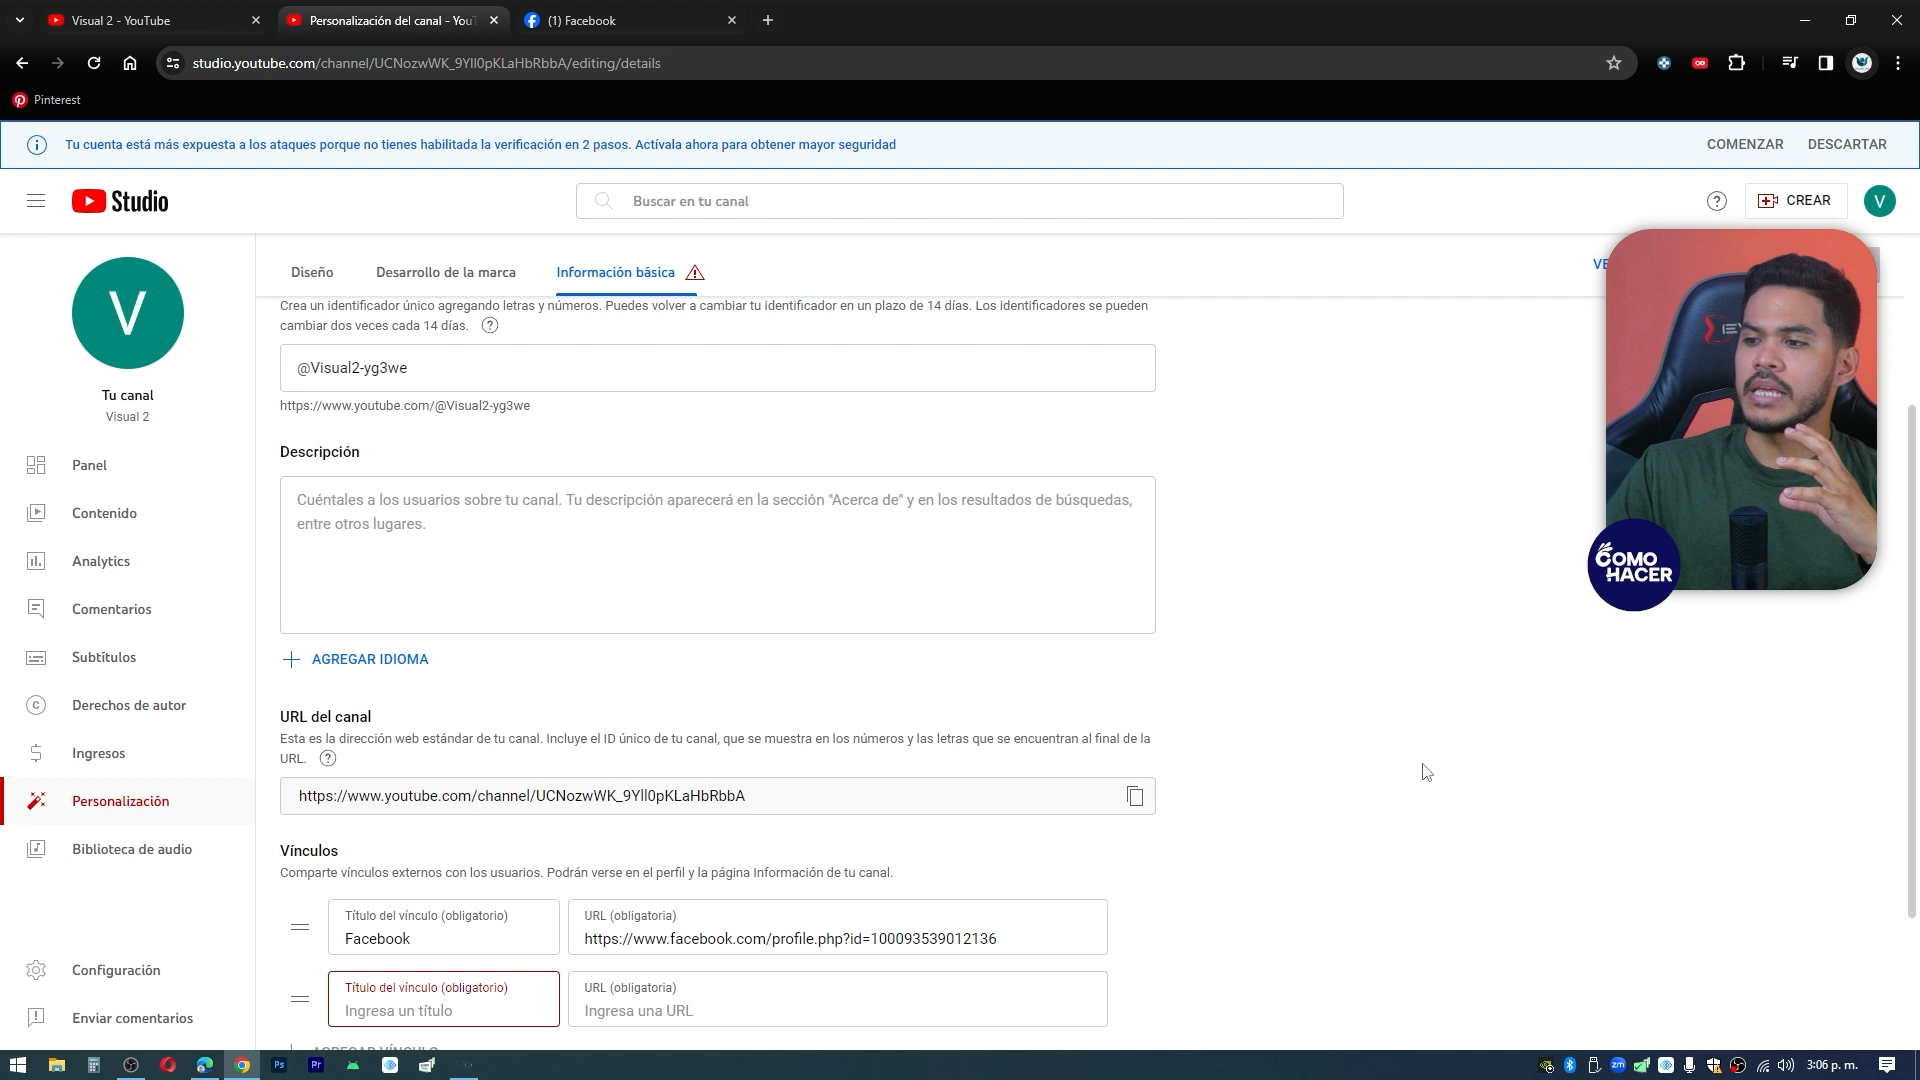 Visual 2 - YouTube
Personalización del canal - You
(1) Facebook
studio.youtube.com/channel/UCNozwWK_9Yll0pKLaHbRbbA/editing/details
Pinterest
Tu cuenta está más expuesta a los ataques porque no tienes habilitada la verificación en 2 pasos. Actívala ahora para obtener mayor seguridad
COMENZAR
DESCARTAR
Studio
Buscar en tu canal
CREAR
V
V
Tu canal
Visual 2
Panel
Contenido
Analytics
Comentarios
Subtítulos
Derechos de autor
Ingresos
Personalización
Biblioteca de audio
Configuración
Enviar comentarios
Diseño
Desarrollo de la marca
Información básica
VE
Crea un identificador único agregando letras y números. Puedes volver a cambiar tu identificador en un plazo de 14 días. Los identificadores se pueden
cambiar dos veces cada 14 días.
@Visual2-yg3we
https://www.youtube.com/@Visual2-yg3we
Descripción
Cuéntales a los usuarios sobre tu canal. Tu descripción aparecerá en la sección "Acerca de" y en los resultados de búsquedas,
entre otros lugares.
AGREGAR IDIOMA
URL del canal
Esta es la dirección web estándar de tu canal. Incluye el ID único de tu canal, que se muestra en los números y las letras que se encuentran al final de la
URL.
https://www.youtube.com/channel/UCNozwWK_9Yll0pKLaHbRbbA
Vínculos
Comparte vínculos externos con los usuarios. Podrán verse en el perfil y la página Información de tu canal.
Título del vínculo (obligatorio)
Facebook
URL (obligatoria)
https://www.facebook.com/profile.php?id=100093539012136
Título del vínculo (obligatorio)
Ingresa un título
URL (obligatoria)
Ingresa una URL
AGREGAR VÍNCULO
COMO
HACER
Ps
Pr
zm
3:06 p. m.